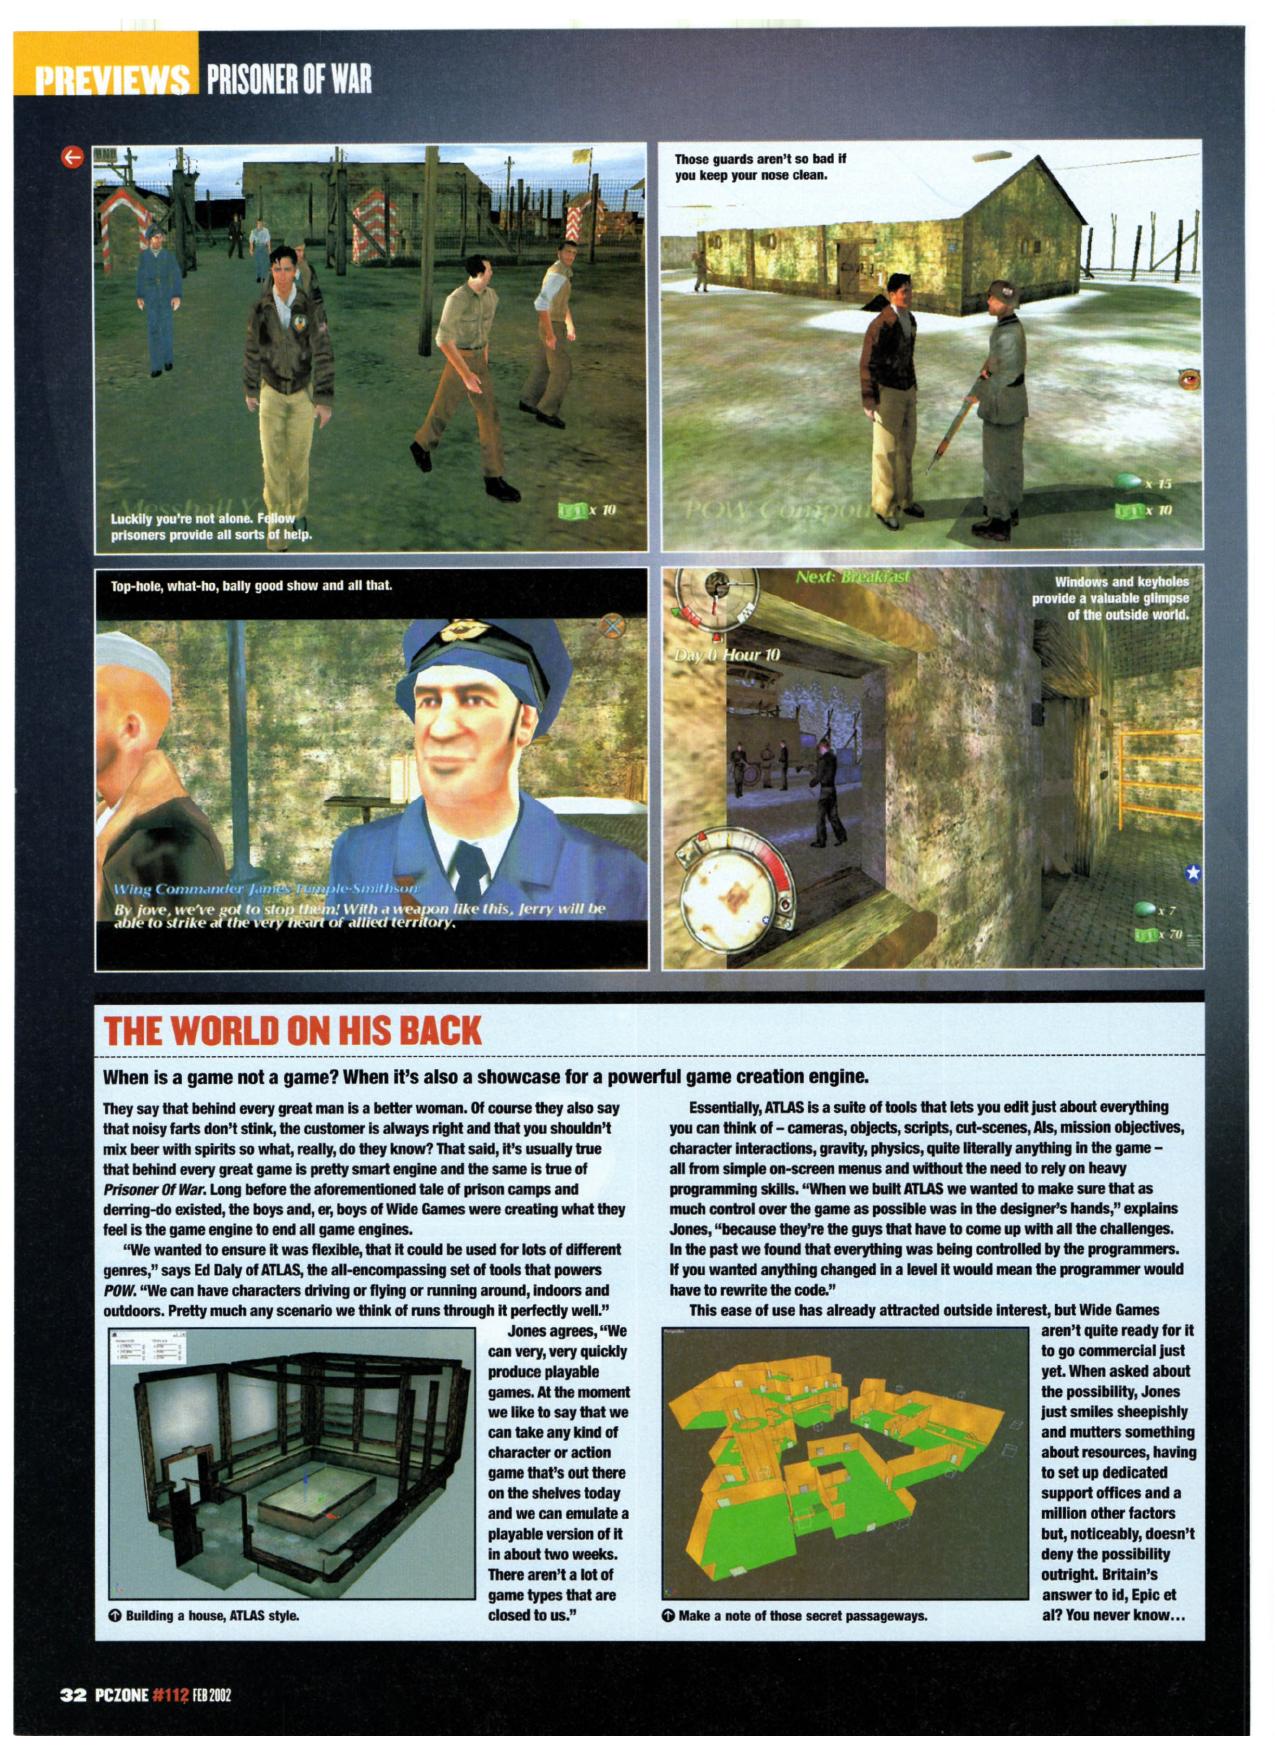 PREVIEWS PRISONER OF WAR
Luckily you're not alone. Fellow
prisoners provide all sorts of help.
x 10
Those guards aren't so bad if
you keep your nose clean.
x 15
POW Compound
x 10
Top-hole, what-ho, bally good show and all that.
Wing Commander James Temple-Smithson:
By jove, we've got to stop them! With a weapon like this, Jerry will be
able to strike at the very heart of allied territory.
Next: Breakfast
Day 0 Hour 10
Windows and keyholes
provide a valuable glimpse
of the outside world.
x 7
x 70
THE WORLD ON HIS BACK
When is a game not a game? When it's also a showcase for a powerful game creation engine.
They say that behind every great man is a better woman. Of course they also say
that noisy farts don't stink, the customer is always right and that you shouldn't
mix beer with spirits so what, really, do they know? That said, it's usually true
that behind every great game is pretty smart engine and the same is true of
Prisoner Of War. Long before the aforementioned tale of prison camps and
derring-do existed, the boys and, er, boys of Wide Games were creating what they
feel is the game engine to end all game engines.
"We wanted to ensure it was flexible, that it could be used for lots of different
genres," says Ed Daly of ATLAS, the all-encompassing set of tools that powers
POW. "We can have characters driving or flying or running around, indoors and
outdoors. Pretty much any scenario we think of runs through it perfectly well."
Jones agrees, "We
can very, very quickly
produce playable
games. At the moment
we like to say that we
can take any kind of
character or action
game that's out there
on the shelves today
and we can emulate a
playable version of it
in about two weeks.
There aren't a lot of
game types that are
closed to us."
Building a house, ATLAS style.
Essentially, ATLAS is a suite of tools that lets you edit just about everything
you can think of – cameras, objects, scripts, cut-scenes, AIs, mission objectives,
character interactions, gravity, physics, quite literally anything in the game –
all from simple on-screen menus and without the need to rely on heavy
programming skills. "When we built ATLAS we wanted to make sure that as
much control over the game as possible was in the designer's hands," explains
Jones, "because they're the guys that have to come up with all the challenges.
In the past we found that everything was being controlled by the programmers.
If you wanted anything changed in a level it would mean the programmer would
have to rewrite the code."
This ease of use has already attracted outside interest, but Wide Games
aren't quite ready for it
to go commercial just
yet. When asked about
the possibility, Jones
just smiles sheepishly
and mutters something
about resources, having
to set up dedicated
support offices and a
million other factors
but, noticeably, doesn't
deny the possibility
outright. Britain's
answer to id, Epic et
al? You never know...
Make a note of those secret passageways.
32 PCZONE #112 FEB 2002